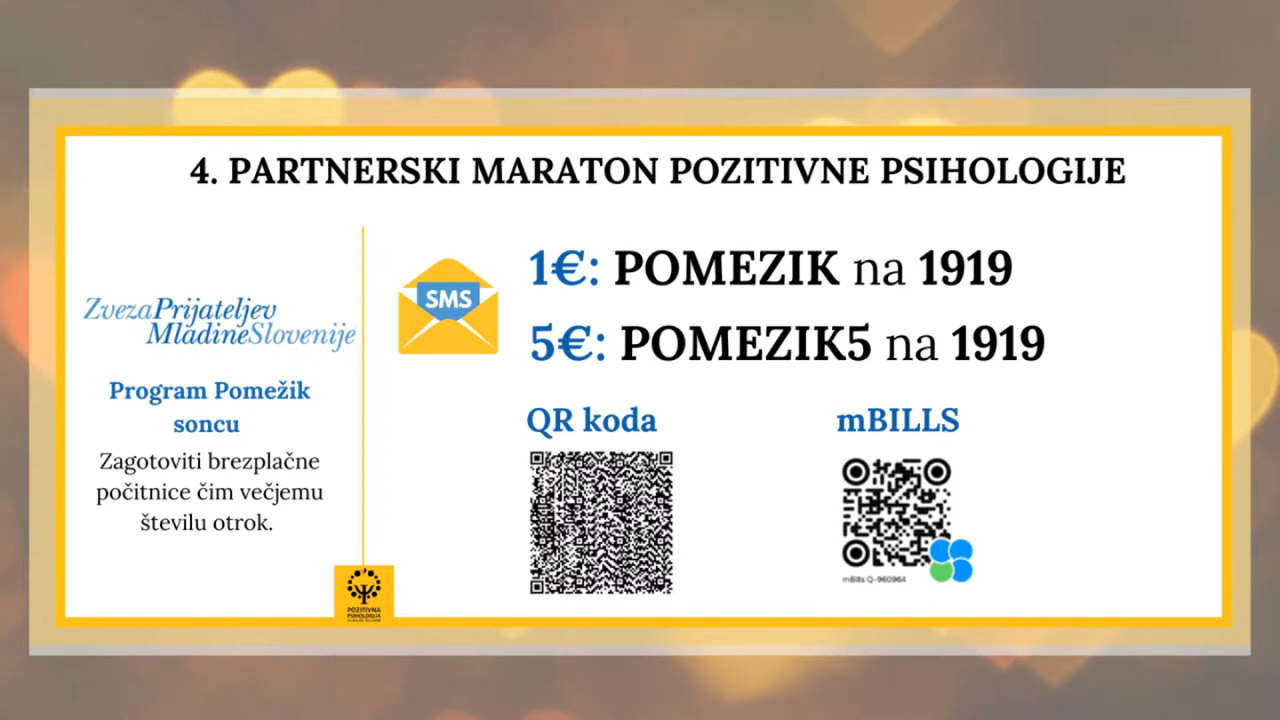 4. PARTNERSKI MARATON POZITIVNE PSIHOLOGIJE
ZvezaPrijateljev
MladineSlovenije
Program Pomežik
soncu
Zagotoviti brezplačne
počitnice čim večjemu
številu otrok.
SMS
1€: POMEZIK na 1919
5€: POMEZIK5 na 1919
QR koda
mBILLS
mBills Q-960964
POZITIVNA
PSIHOLOGIJA